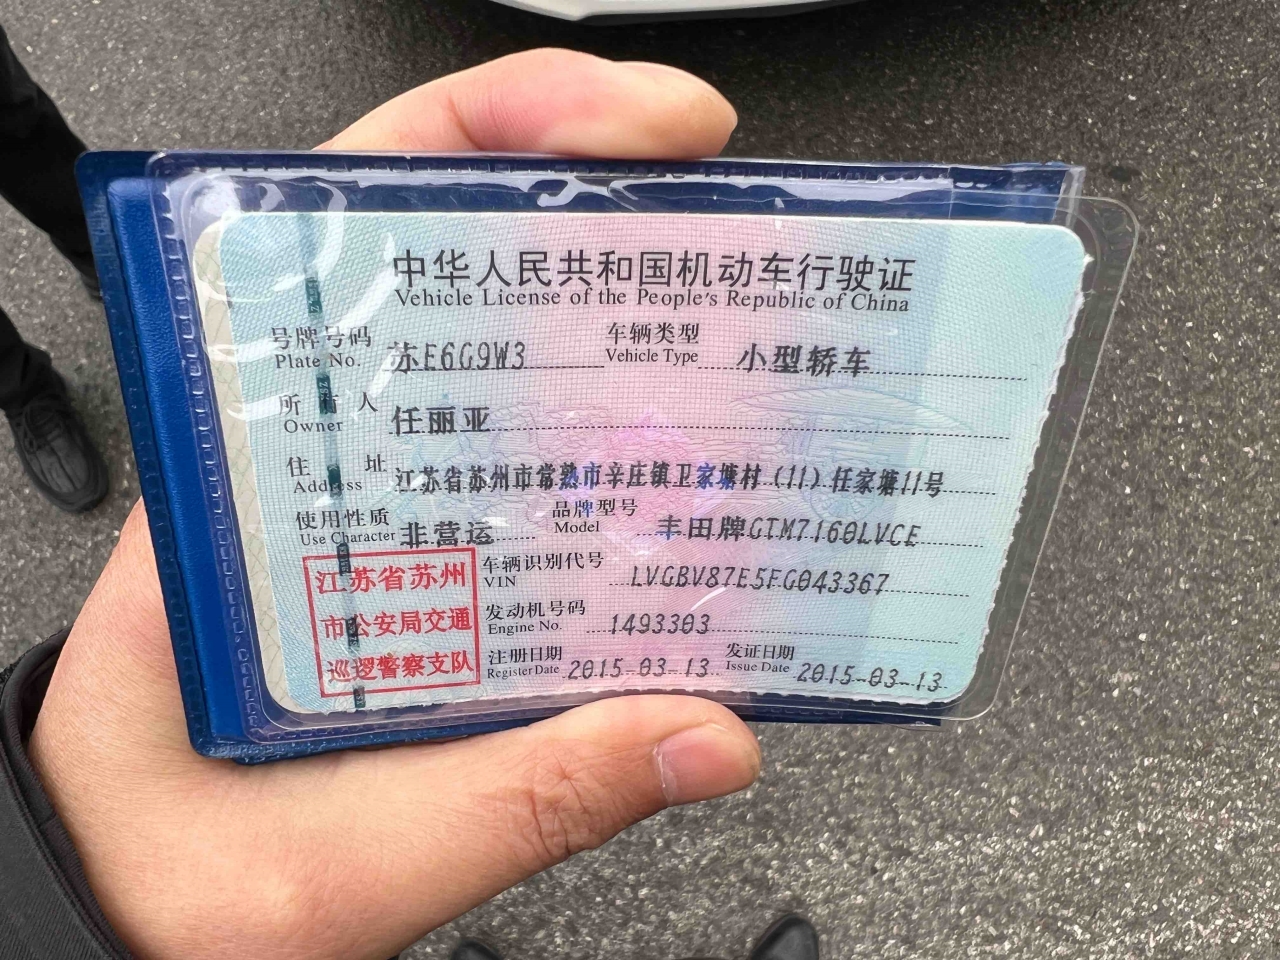 中华人民共和国机动车行驶证
Vehicle License of the People's Republic of China
号牌号码 Plate No. 苏E6G9W3 车辆类型 Vehicle Type 小型轿车
所有人 Owner 任丽亚
住址 Address 江苏省苏州市常熟市辛庄镇卫家塘村(11)任家塘11号
使用性质 Use Character 非营运 品牌型号 Model 丰田牌GTM7160LVCE
车辆识别代号 VIN LVGBV87E5FG043367
发动机号码 Engine No. 1493303
注册日期 Register Date 2015-03-13 发证日期 Issue Date 2015-03-13
江苏省苏州
市公安局交通
巡逻警察支队